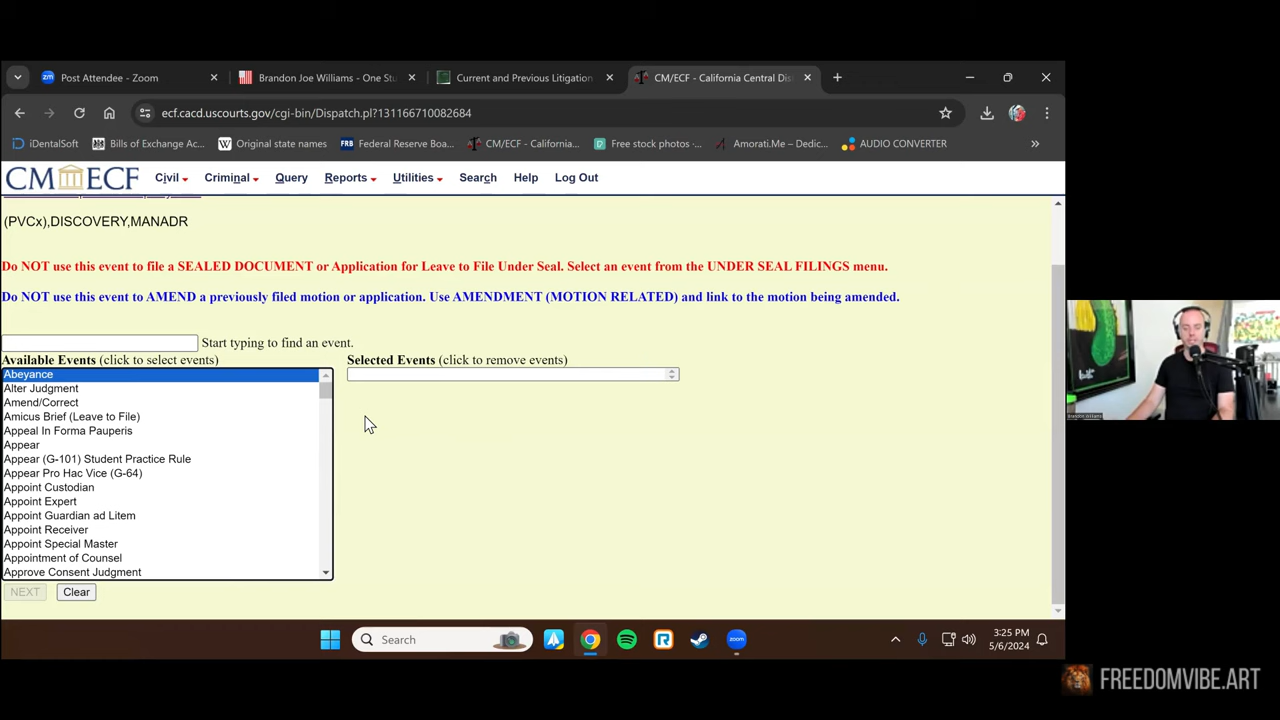 Post Attendee - Zoom
Brandon Joe Williams - One Stu
Current and Previous Litigation
CM/ECF - California Central Dis
ecf.cacd.uscourts.gov/cgi-bin/Dispatch.pl?131166710082684
iDentalSoft
Bills of Exchange Ac...
Original state names
Federal Reserve Boa...
CM/ECF - California...
Free stock photos -...
Amorati.Me – Dedic...
AUDIO CONVERTER
CM ECF
Civil
Criminal
Query
Reports
Utilities
Search
Help
Log Out
(PVCx),DISCOVERY,MANADR
Do NOT use this event to file a SEALED DOCUMENT or Application for Leave to File Under Seal. Select an event from the UNDER SEAL FILINGS menu.
Do NOT use this event to AMEND a previously filed motion or application. Use AMENDMENT (MOTION RELATED) and link to the motion being amended.
Start typing to find an event.
Available Events (click to select events)
Selected Events (click to remove events)
Abeyance
Alter Judgment
Amend/Correct
Amicus Brief (Leave to File)
Appeal In Forma Pauperis
Appear
Appear (G-101) Student Practice Rule
Appear Pro Hac Vice (G-64)
Appoint Custodian
Appoint Expert
Appoint Guardian ad Litem
Appoint Receiver
Appoint Special Master
Appointment of Counsel
Approve Consent Judgment
NEXT
Clear
Search
zoom
3:25 PM
5/6/2024
Brandon Williams
FREEDOMVIBE.ART